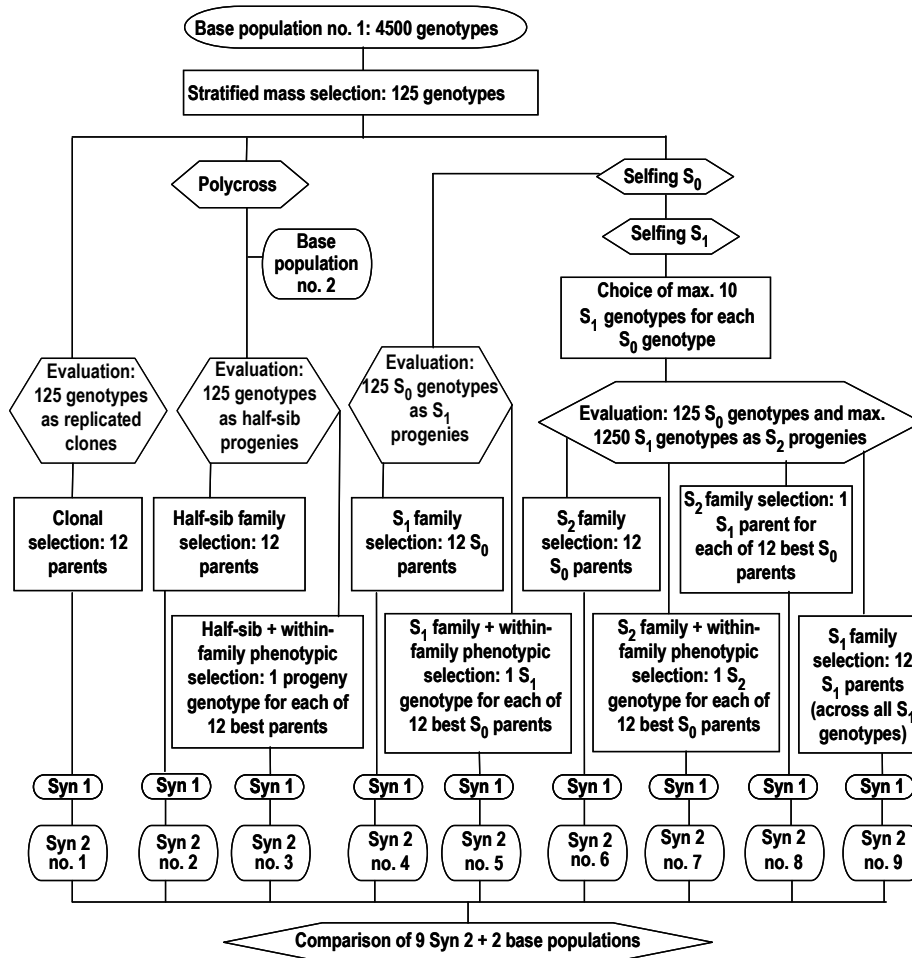 Base population no. 1: 4500 genotypes
Stratified mass selection: 125 genotypes
Polycross
Selfing S0
Base
population
no. 2
Selfing S1
Choice of max. 10
S1 genotypes for each
S0 genotype
Evaluation:
125 genotypes
as replicated
clones
Evaluation:
125 genotypes
as half-sib
progenies
Evaluation:
125 S0 genotypes
as S1
progenies
Evaluation: 125 S0 genotypes and max.
1250 S1 genotypes as S2 progenies
Clonal
selection: 12
parents
Half-sib family
selection: 12
parents
S1 family
selection: 12 S0
parents
S2 family
selection: 12
S0 parents
S2 family selection: 1
S1 parent for
each of 12 best S0
parents
Half-sib + within-
family phenotypic
selection: 1 progeny
genotype for each of
12 best parents
S1 family + within-
family phenotypic
selection: 1 S1
genotype for each of
12 best S0 parents
S2 family + within-
family phenotypic
selection: 1 S2
genotype for each of
12 best S0 parents
S1 family
selection: 12
S1 parents
(across all S1
genotypes)
Syn 1
Syn 1
Syn 1
Syn 1
Syn 1
Syn 1
Syn 1
Syn 1
Syn 1
Syn 2
no. 1
Syn 2
no. 2
Syn 2
no. 3
Syn 2
no. 4
Syn 2
no. 5
Syn 2
no. 6
Syn 2
no. 7
Syn 2
no. 8
Syn 2
no. 9
Comparison of 9 Syn 2 + 2 base populations